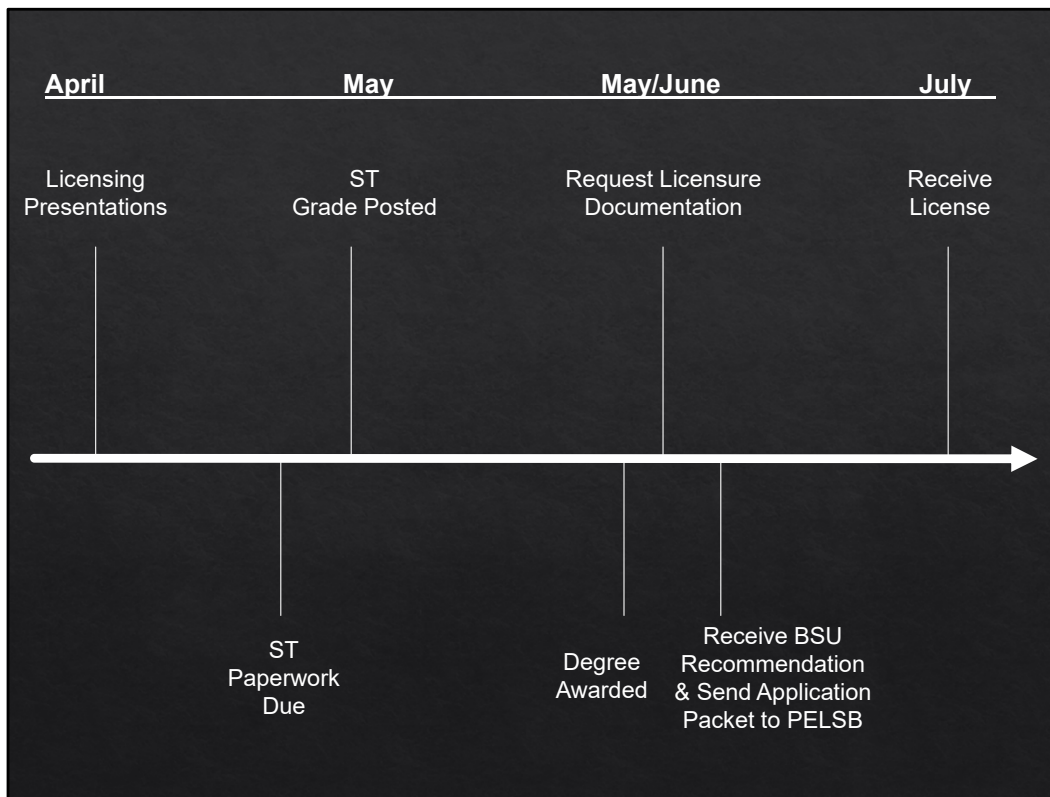 April May May/June July
Licensing
Presentations
ST
Grade Posted
Request Licensure
Documentation
Receive
License
ST
Paperwork
Due
Degree
Awarded
Receive BSU
Recommendation
& Send Application
Packet to PELSB